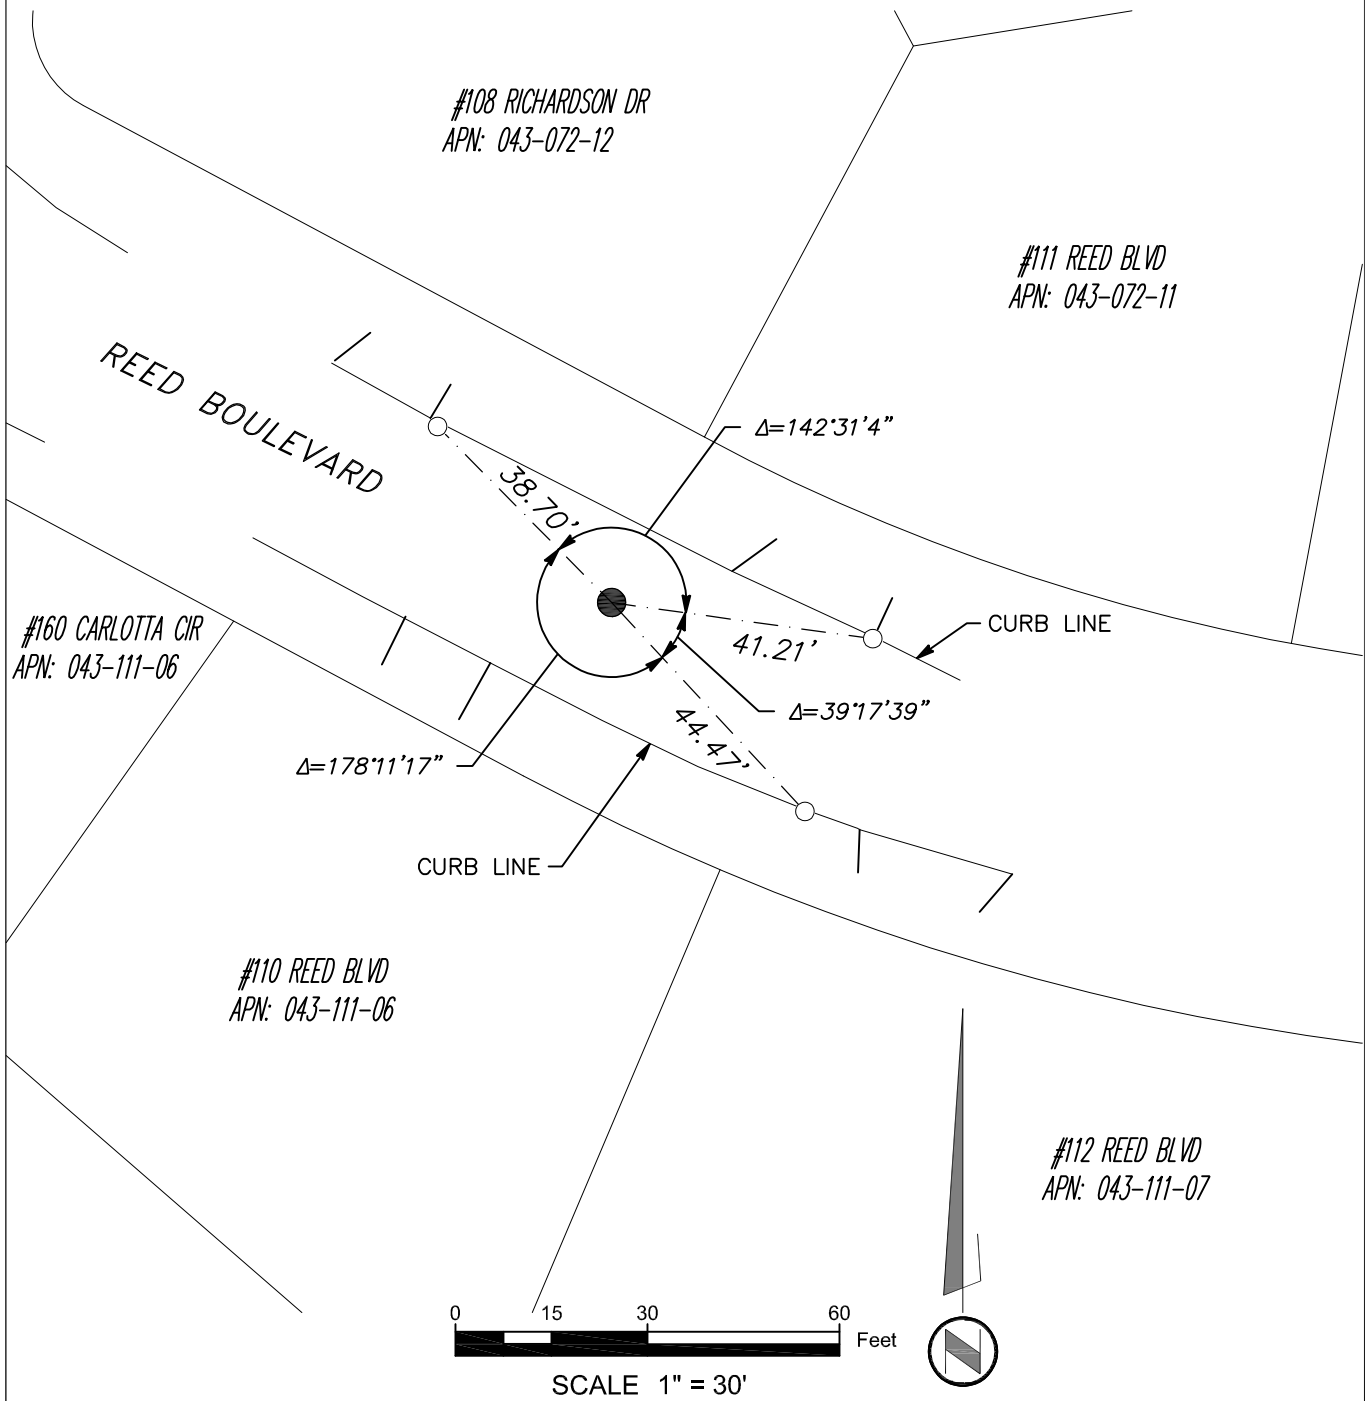 #108 RICHARDSON DR
APN: 043-072-12
#111 REED BLVD
APN: 043-072-11
REED BOULEVARD
Δ=142°31'4"
38.70'
CURB LINE
41.21'
#160 CARLOTTA CIR
APN: 043-111-06
Δ=39°17'39"
44.47'
Δ=178°11'17"
CURB LINE
#110 REED BLVD
APN: 043-111-06
#112 REED BLVD
APN: 043-111-07
0 15 30 60
Feet
SCALE 1" = 30'
N